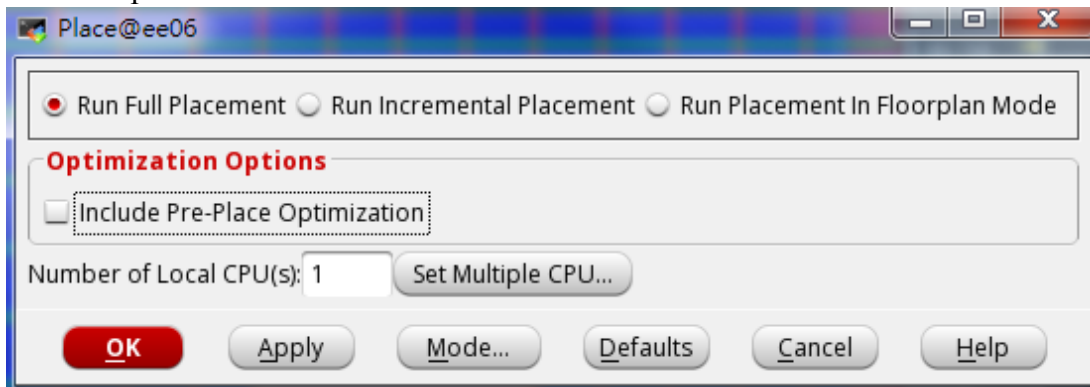 Place@ee06
Run Full Placement Run Incremental Placement Run Placement In Floorplan Mode
Optimization Options
Include Pre-Place Optimization
Number of Local CPU(s): 1 Set Multiple CPU...
OK Apply Mode... Defaults Cancel Help